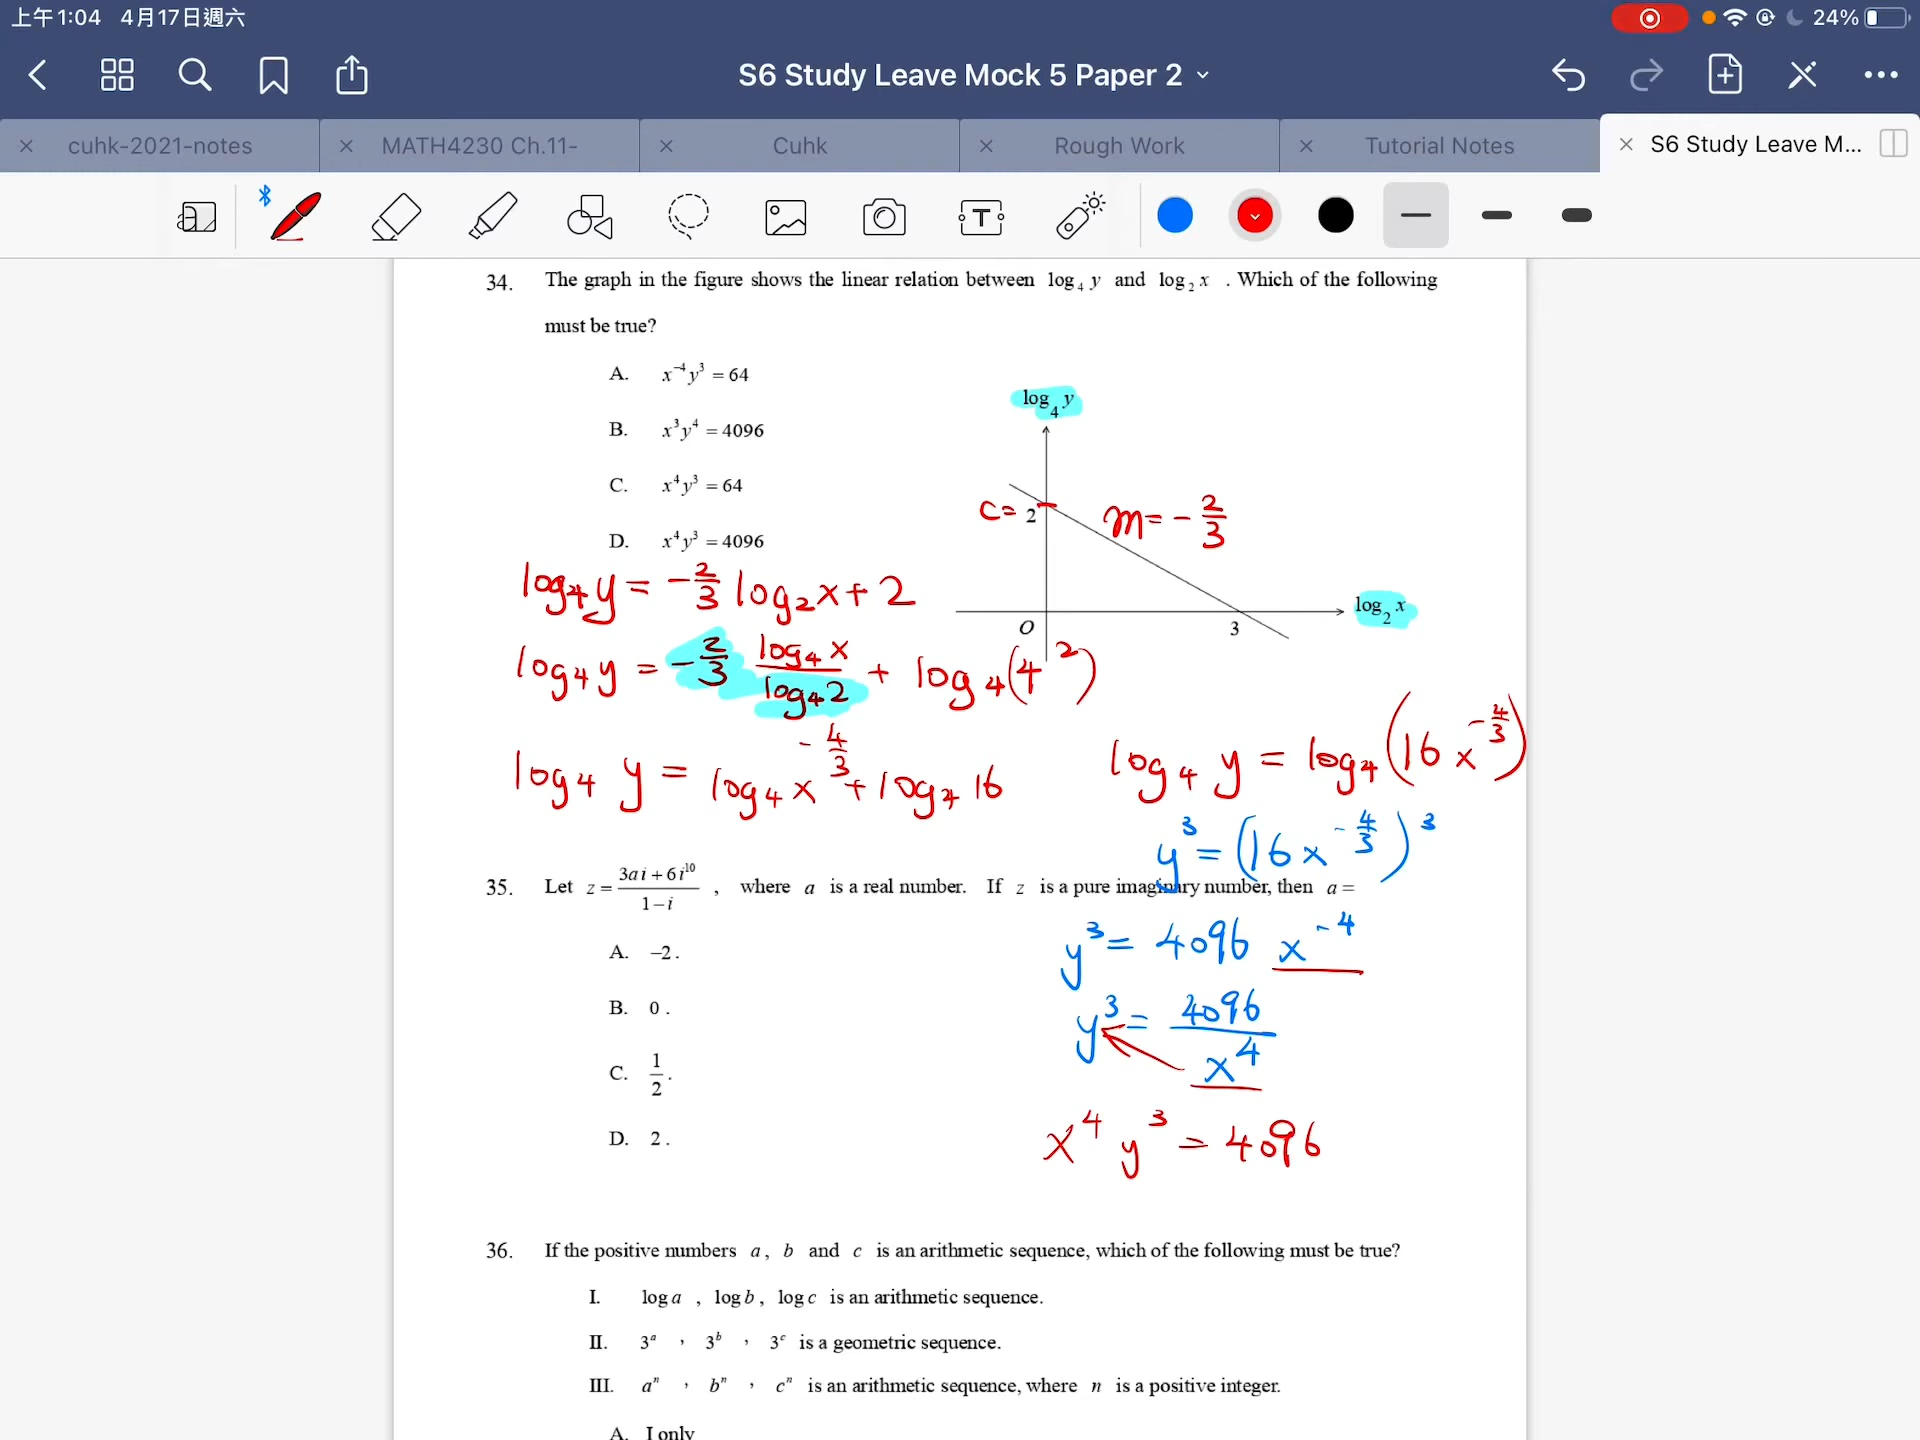 上午1:04 4月17日週六 24%
S6 Study Leave Mock 5 Paper 2
cuhk-2021-notes MATH4230 Ch.11- Cuhk Rough Work Tutorial Notes S6 Study Leave M...
34. The graph in the figure shows the linear relation between log₄ y and log₂ x . Which of the following
must be true?
A. x⁻⁴y³ = 64
B. x³y⁴ = 4096
C. x⁴y³ = 64
D. x⁴y³ = 4096
log₄ y
c = 2
m = -2/3
log₂ x
O
3
log₄y = -2/3 log₂x + 2
log₄y = -2/3 log₄x/log₄2 + log₄(4²)
log₄ y = log₄ x^(-4/3) + log₄ 16
log₄ y = log₄(16 x^(-4/3))
y³ = (16 x^(-4/3))³
35. Let z = (3ai + 6i¹⁰)/(1-i) , where a is a real number. If z is a pure imaginary number, then a =
y³ = 4096 x⁻⁴
A. −2.
B. 0.
y³ = 4096/x⁴
C. 1/2.
D. 2.
x⁴ y³ = 4096
36. If the positive numbers a, b and c is an arithmetic sequence, which of the following must be true?
I. log a , log b , log c is an arithmetic sequence.
II. 3ᵃ , 3ᵇ , 3ᶜ is a geometric sequence.
III. aⁿ , bⁿ , cⁿ is an arithmetic sequence, where n is a positive integer.
A. I only